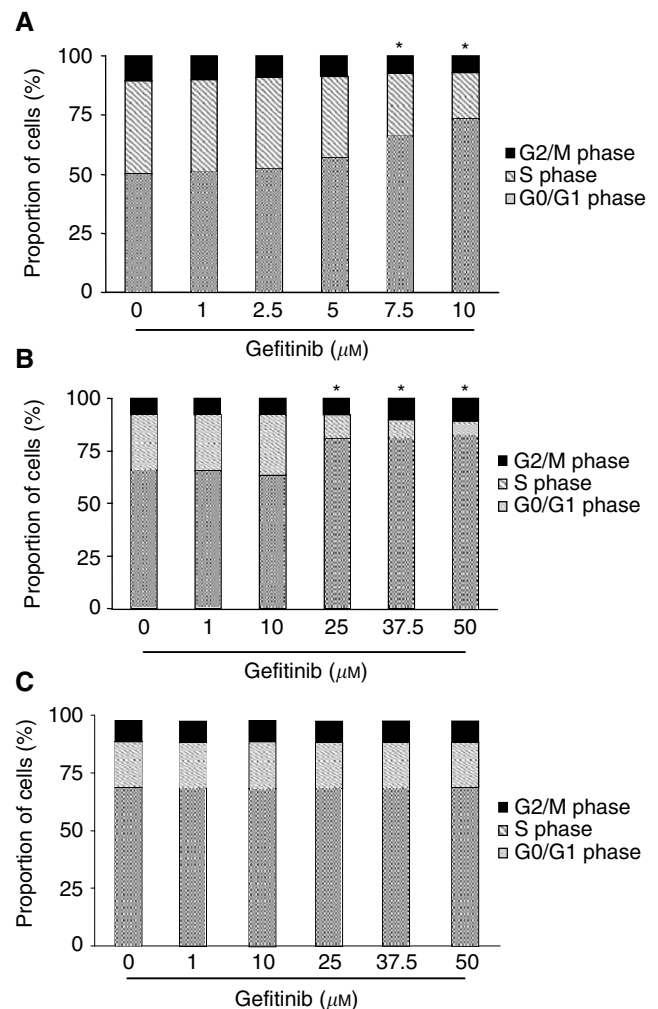 A
Proportion of cells (%)
100
75
50
25
0
* *
G2/M phase
S phase
G0/G1 phase
0 1 2.5 5 7.5 10
Gefitinib (μM)
B
Proportion of cells (%)
100
75
50
25
0
* * *
G2/M phase
S phase
G0/G1 phase
0 1 10 25 37.5 50
Gefitinib (μM)
C
Proportion of cells (%)
100
75
50
25
0
G2/M phase
S phase
G0/G1 phase
0 1 10 25 37.5 50
Gefitinib (μM)